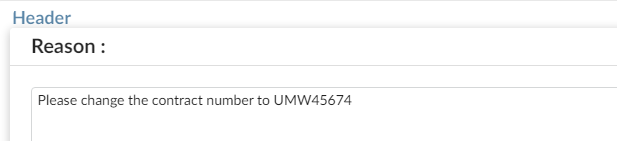 Header
Reason :
Please change the contract number to UMW45674